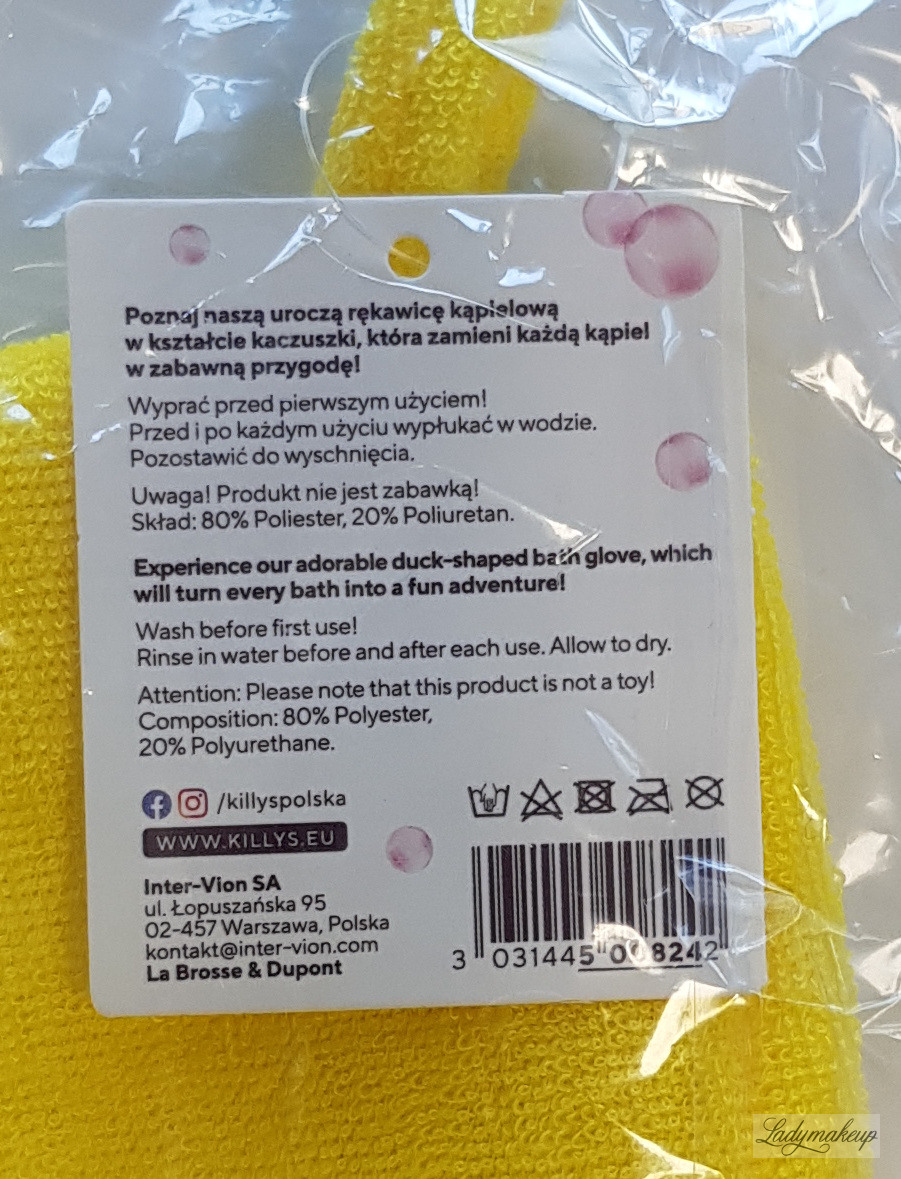 Poznaj naszą uroczą rękawicę kąpielową
w kształcie kaczuszki, która zamieni każdą kąpiel
w zabawną przygodę!
Wyprać przed pierwszym użyciem!
Przed i po każdym użyciu wypłukać w wodzie.
Pozostawić do wyschnięcia.
Uwaga! Produkt nie jest zabawką!
Skład: 80% Poliester, 20% Poliuretan.
Experience our adorable duck-shaped bath glove, which
will turn every bath into a fun adventure!
Wash before first use!
Rinse in water before and after each use. Allow to dry.
Attention: Please note that this product is not a toy!
Composition: 80% Polyester,
20% Polyurethane.
/killyspolska
WWW.KILLYS.EU
Inter-Vion SA
ul. Łopuszańska 95
02-457 Warszawa, Polska
kontakt@inter-vion.com
La Brosse & Dupont
3 031445 008242
Ladymakeup